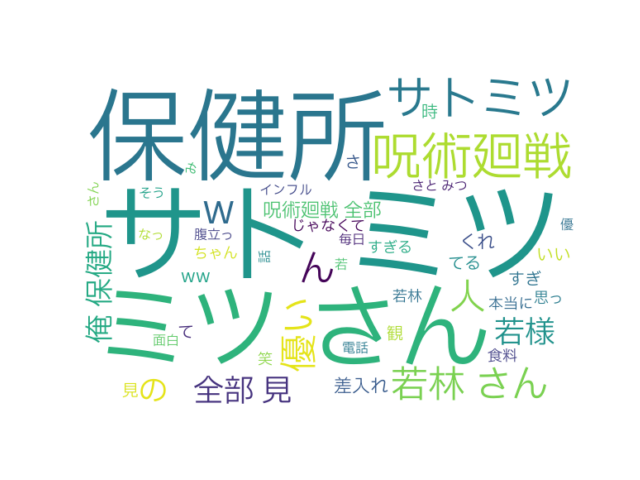 保健所
サトミツ
時
呪術廻戦
さ
ぉ
インフル
さとみつ
さん
そう
サト ミツ
w
呪術廻戦 全部
じゃなくて
優
なっ
腹立っ
毎日
すぎる
くれ
いい
ちゃん
話
ん
若
てる
俺 保健所
ww
すぎ
ミツ さん
若林
人
本当に
思っ
優しい
観
若様
面白
て
笑
電話
食料
見
の
全部 見
差入れ
若林 さん